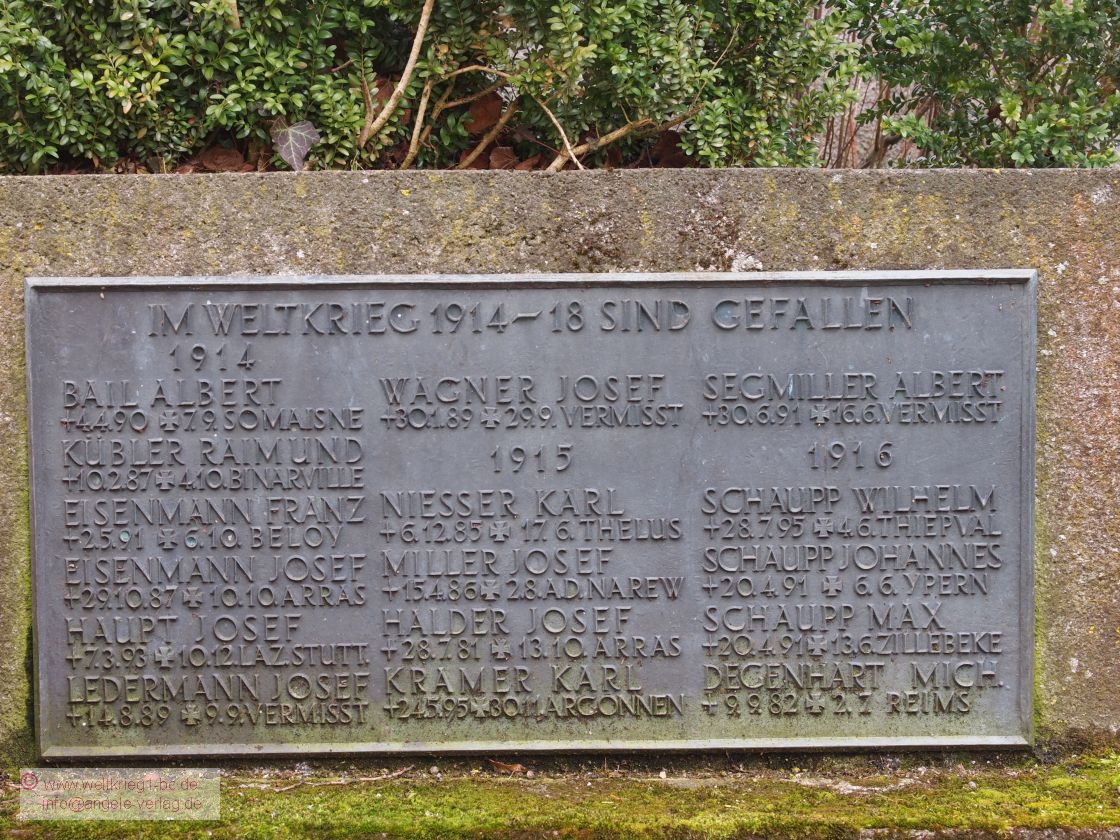 IM WELTKRIEG 1914-18 SIND GEFALLEN
1914
BAIL ALBERT
+4.4.90 ✠ 7.9. SOMAISNE
KÜBLER RAIMUND
+10.2.87 ✠ 4.10. BINARVILLE
EISENMANN FRANZ
+2.5.91 ✠ 6.10. BELOY
EISENMANN JOSEF
+29.10.87 ✠ 10.10. ARRAS
HAUPT JOSEF
+7.3.93 ✠ 10.12. LAZ. STUTT.
LEDERMANN JOSEF
+14.8.89 ✠ 9.9. VERMISST
WAGNER JOSEF
+30.1.89 ✠ 29.9. VERMISST
1915
NIESSER KARL
+6.12.85 ✠ 17.6. THELUS
MILLER JOSEF
+15.4.86 ✠ 2.8. AD. NAREW
HALDER JOSEF
+28.7.81 ✠ 13.10. ARRAS
KRAMER KARL
+24.5.95 ✠ 30.11. ARGONNEN
SEGMILLER ALBERT
+30.6.91 ✠ 16.6. VERMISST
1916
SCHAUPP WILHELM
+28.7.95 ✠ 4.6. THIEPVAL
SCHAUPP JOHANNES
+20.4.91 ✠ 6.6. YPERN
SCHAUPP MAX
+20.4.91 ✠ 13.6. ZILLEBEKE
DEGENHART MICH.
+9.9.82 ✠ 2.7. REIMS
© www.weltkrieg1-bc.de
info@angele-verlag.de